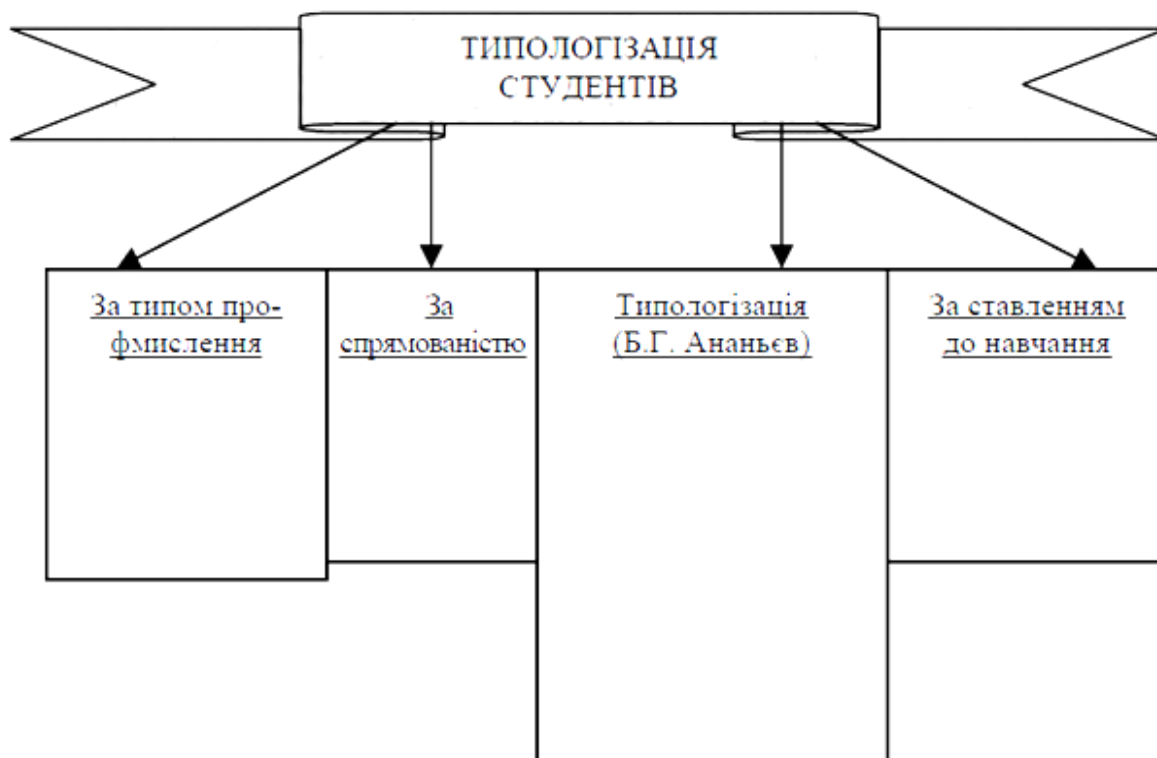 ТИПОЛОГІЗАЦІЯ
СТУДЕНТІВ
За типом про-
фмислення
За
спрямованістю
Типологізація
(Б.Г. Ананьєв)
За ставленням
до навчання